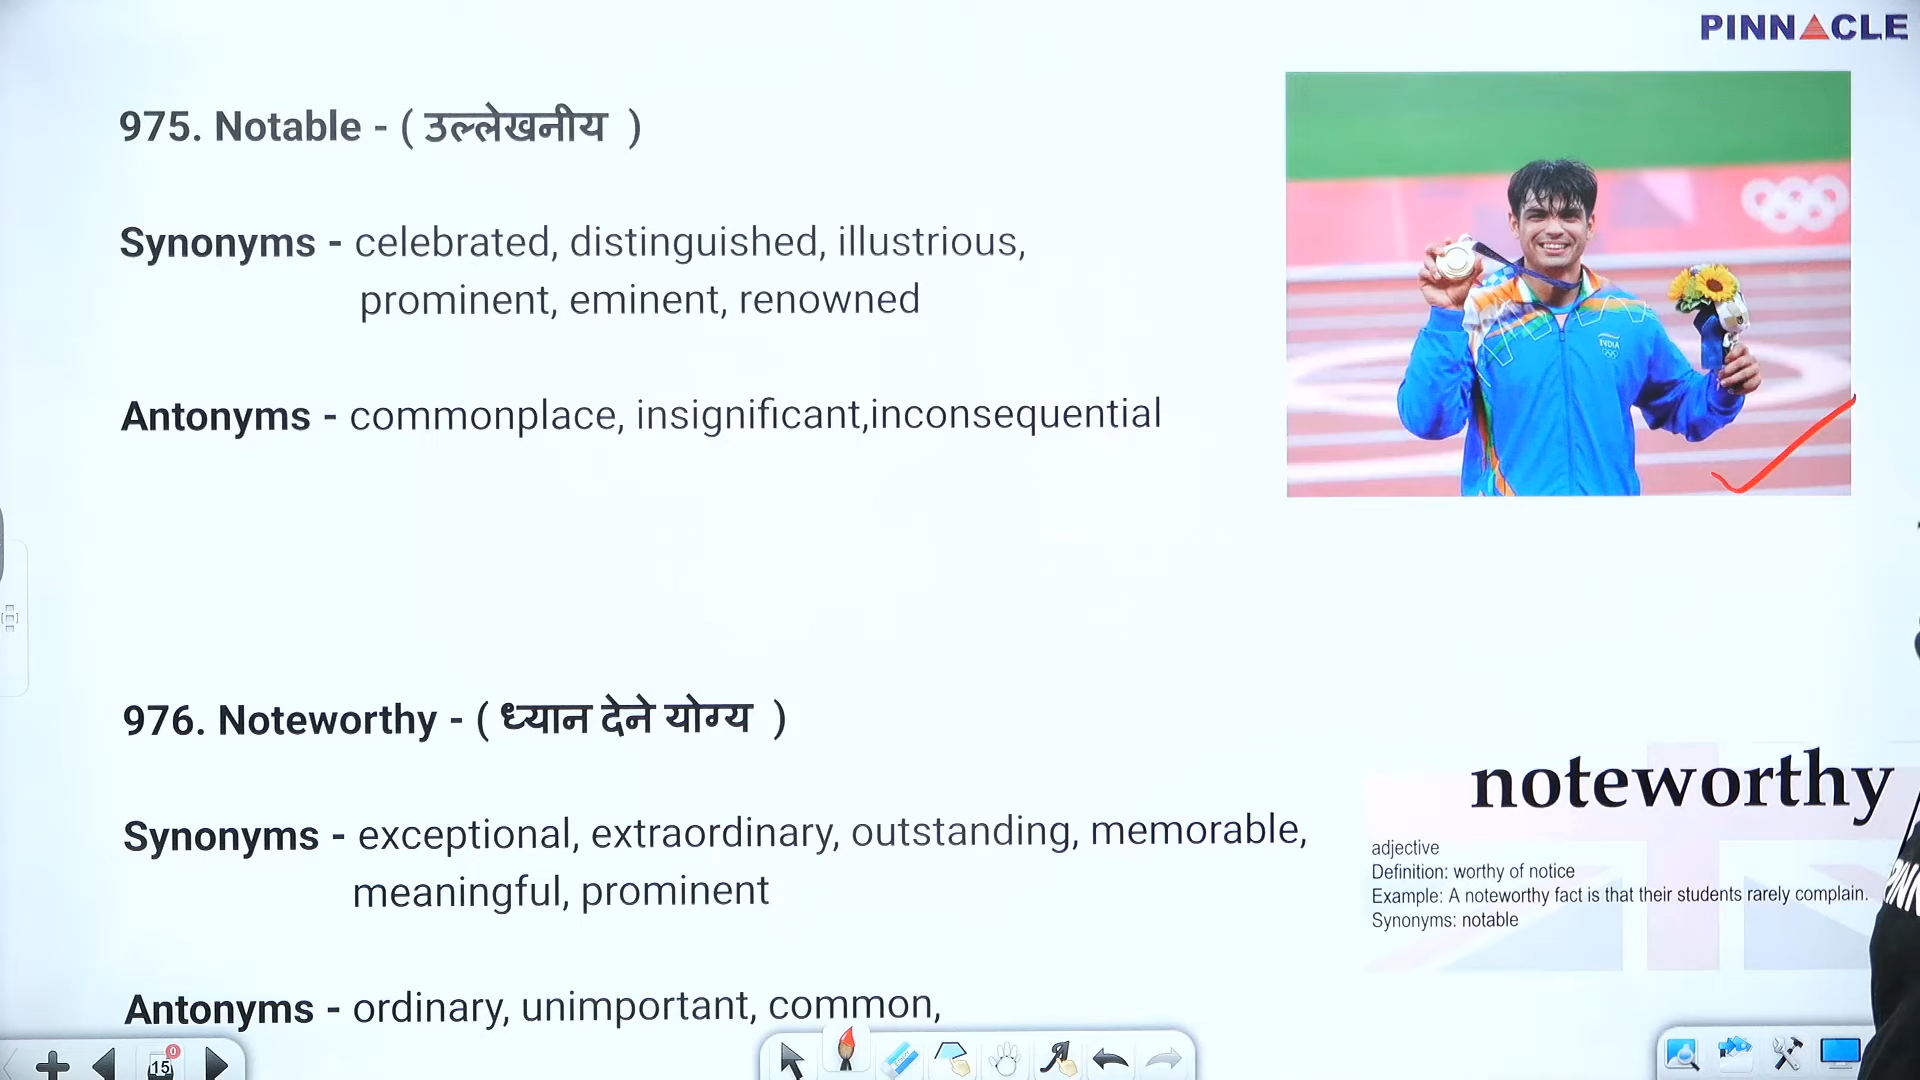 PINNACLE
975. Notable - ( उल्लेखनीय )
Synonyms - celebrated, distinguished, illustrious,
prominent, eminent, renowned
INDIA
Antonyms - commonplace, insignificant,inconsequential
976. Noteworthy - ( ध्यान देने योग्य )
noteworthy
Synonyms - exceptional, extraordinary, outstanding, memorable,
meaningful, prominent
adjective
Definition: worthy of notice
Example: A noteworthy fact is that their students rarely complain.
Synonyms: notable
Antonyms - ordinary, unimportant, common,
15
0